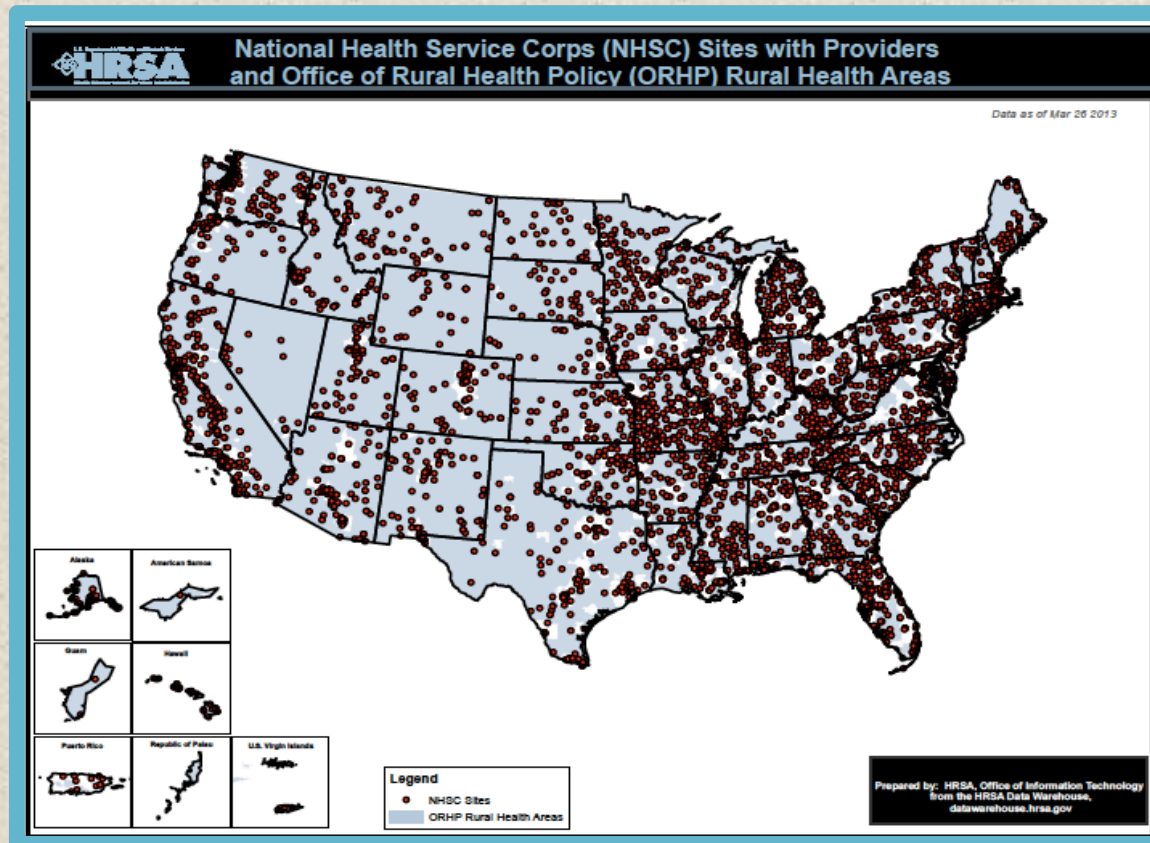 HRSA
National Health Service Corps (NHSC) Sites with Providers
and Office of Rural Health Policy (ORHP) Rural Health Areas
Data as of Mar 26 2013
Alaska
American Samoa
Guam
Hawaii
Puerto Rico
Republic of Palau
U.S. Virgin Islands
Legend
NHSC Sites
ORHP Rural Health Areas
Prepared by: HRSA, Office of Information Technology
from the HRSA Data Warehouse,
datawarehouse.hrsa.gov